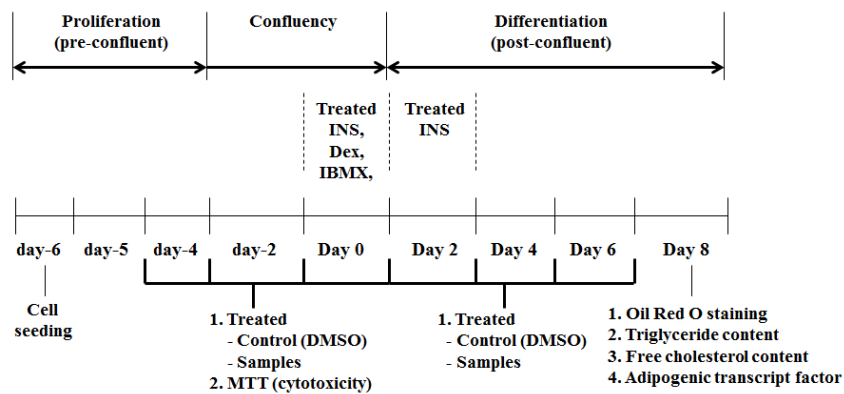 Proliferation
(pre-confluent)
Confluency
Differentiation
(post-confluent)
Treated
INS,
Dex,
IBMX,
Treated
INS
day-6
day-5
day-4
day-2
Day 0
Day 2
Day 4
Day 6
Day 8
Cell
seeding
1. Treated
- Control (DMSO)
- Samples
2. MTT (cytotoxicity)
1. Treated
- Control (DMSO)
- Samples
1. Oil Red O staining
2. Triglyceride content
3. Free cholesterol content
4. Adipogenic transcript factor